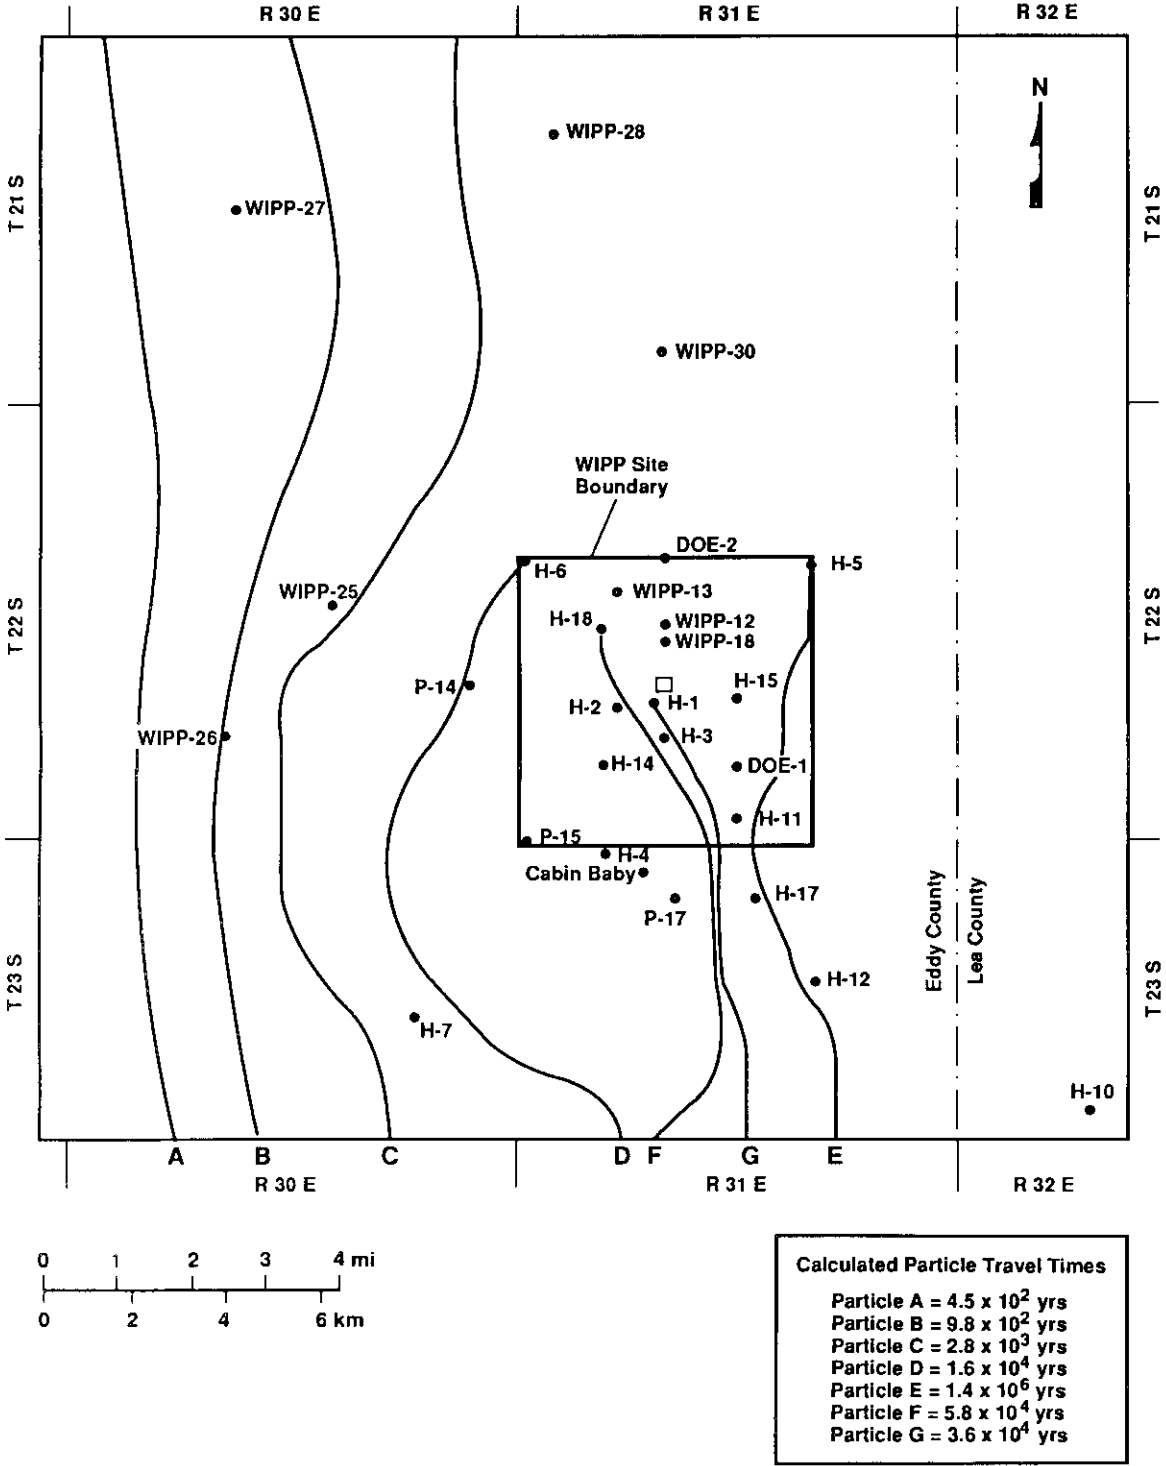 R 30 E
R 31 E
R 32 E
N
WIPP-28
T 21 S
WIPP-27
T 21 S
WIPP-30
WIPP Site
Boundary
DOE-2
H-6
H-5
WIPP-25
WIPP-13
T 22 S
H-18
WIPP-12
T 22 S
WIPP-18
P-14
H-15
H-2
H-1
WIPP-26
H-3
H-14
DOE-1
H-11
P-15
H-4
Cabin Baby
H-17
P-17
Eddy County
Lea County
T 23 S
H-12
T 23 S
H-7
H-10
A
B
C
D
F
G
E
R 30 E
R 31 E
R 32 E
0 1 2 3 4 mi
0 2 4 6 km
Calculated Particle Travel Times
Particle A = 4.5 x 10² yrs
Particle B = 9.8 x 10² yrs
Particle C = 2.8 x 10³ yrs
Particle D = 1.6 x 10⁴ yrs
Particle E = 1.4 x 10⁶ yrs
Particle F = 5.8 x 10⁴ yrs
Particle G = 3.6 x 10⁴ yrs